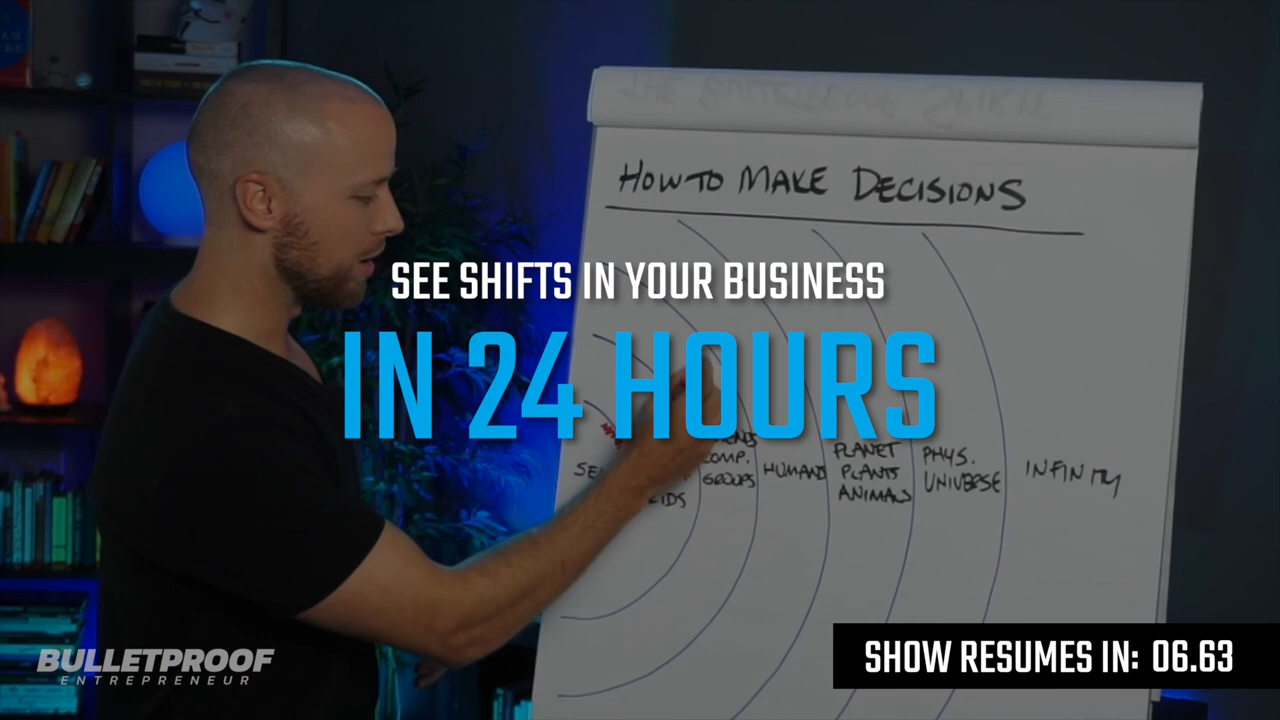 HOW TO MAKE DECISIONS
SEE SHIFTS IN YOUR BUSINESS
IN 24 HOURS
COMP.
GROUPS
HUMANS
PLANET
PLANTS
ANIMALS
PHYS.
UNIVERSE
INFINITY
BULLETPROOF
ENTREPRENEUR
SHOW RESUMES IN: 06.63